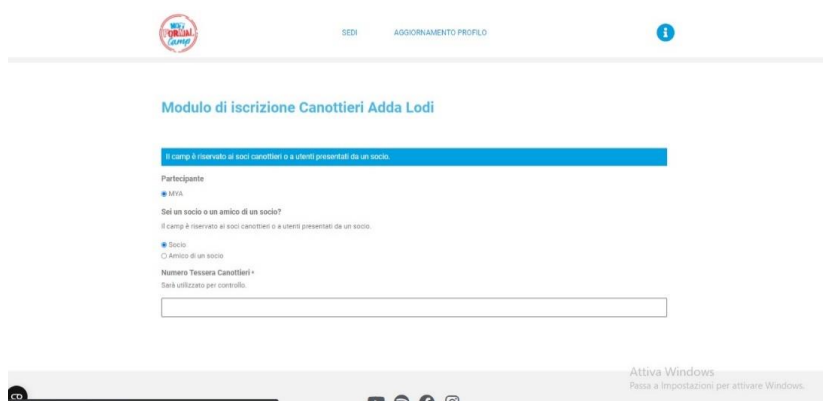 Camp
SEDI AGGIORNAMENTO PROFILO
Modulo di iscrizione Canottieri Adda Lodi
Il camp è riservato ai soci canottieri o a utenti presentati da un socio.
Partecipante
MYA
Sei un socio o un amico di un socio?
Il camp è riservato ai soci canottieri o a utenti presentati da un socio.
Socio
Amico di un socio
Numero Tessera Canottieri *
Sarà utilizzato per controllo.
Attiva Windows
Passa a Impostazioni per attivare Windows.